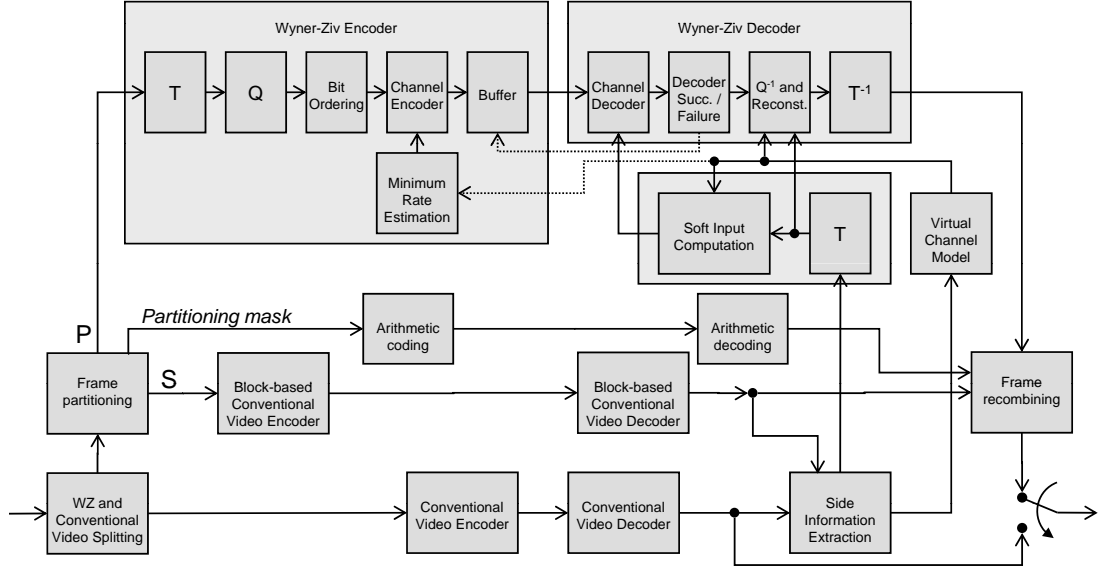 Wyner-Ziv Encoder
Wyner-Ziv Decoder
T
Q
Bit
Ordering
Channel
Encoder
Buffer
Channel
Decoder
Decoder
Succ. /
Failure
Q⁻¹ and
Reconst.
T⁻¹
Minimum
Rate
Estimation
Soft Input
Computation
T
Virtual
Channel
Model
P
Partitioning mask
Arithmetic
coding
Arithmetic
decoding
Frame
partitioning
S
Block-based
Conventional
Video Encoder
Block-based
Conventional
Video Decoder
Frame
recombining
WZ and
Conventional
Video Splitting
Conventional
Video Encoder
Conventional
Video Decoder
Side
Information
Extraction